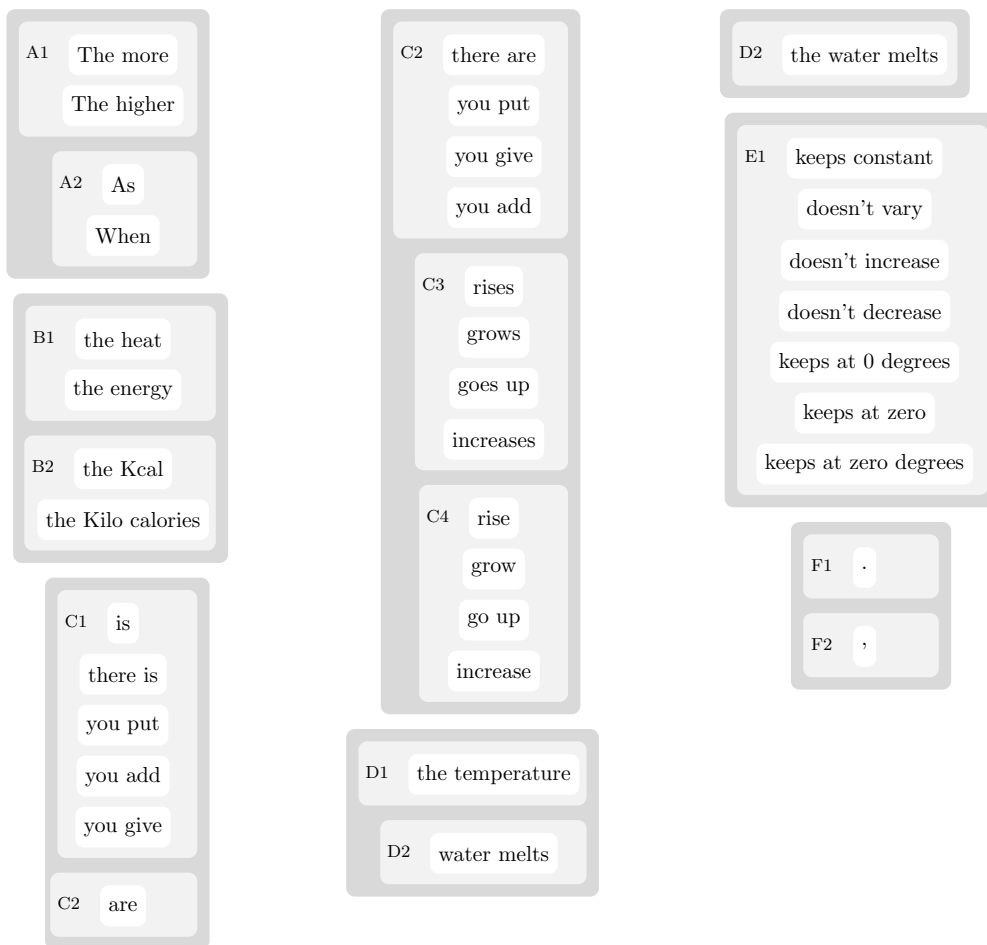 A1 The more
The higher
A2 As
When
B1 the heat
the energy
B2 the Kcal
the Kilo calories
C1 is
there is
you put
you add
you give
C2 are
C2 there are
you put
you give
you add
C3 rises
grows
goes up
increases
C4 rise
grow
go up
increase
D1 the temperature
D2 water melts
D2 the water melts
E1 keeps constant
doesn't vary
doesn't increase
doesn't decrease
keeps at 0 degrees
keeps at zero
keeps at zero degrees
F1 .
F2 ,